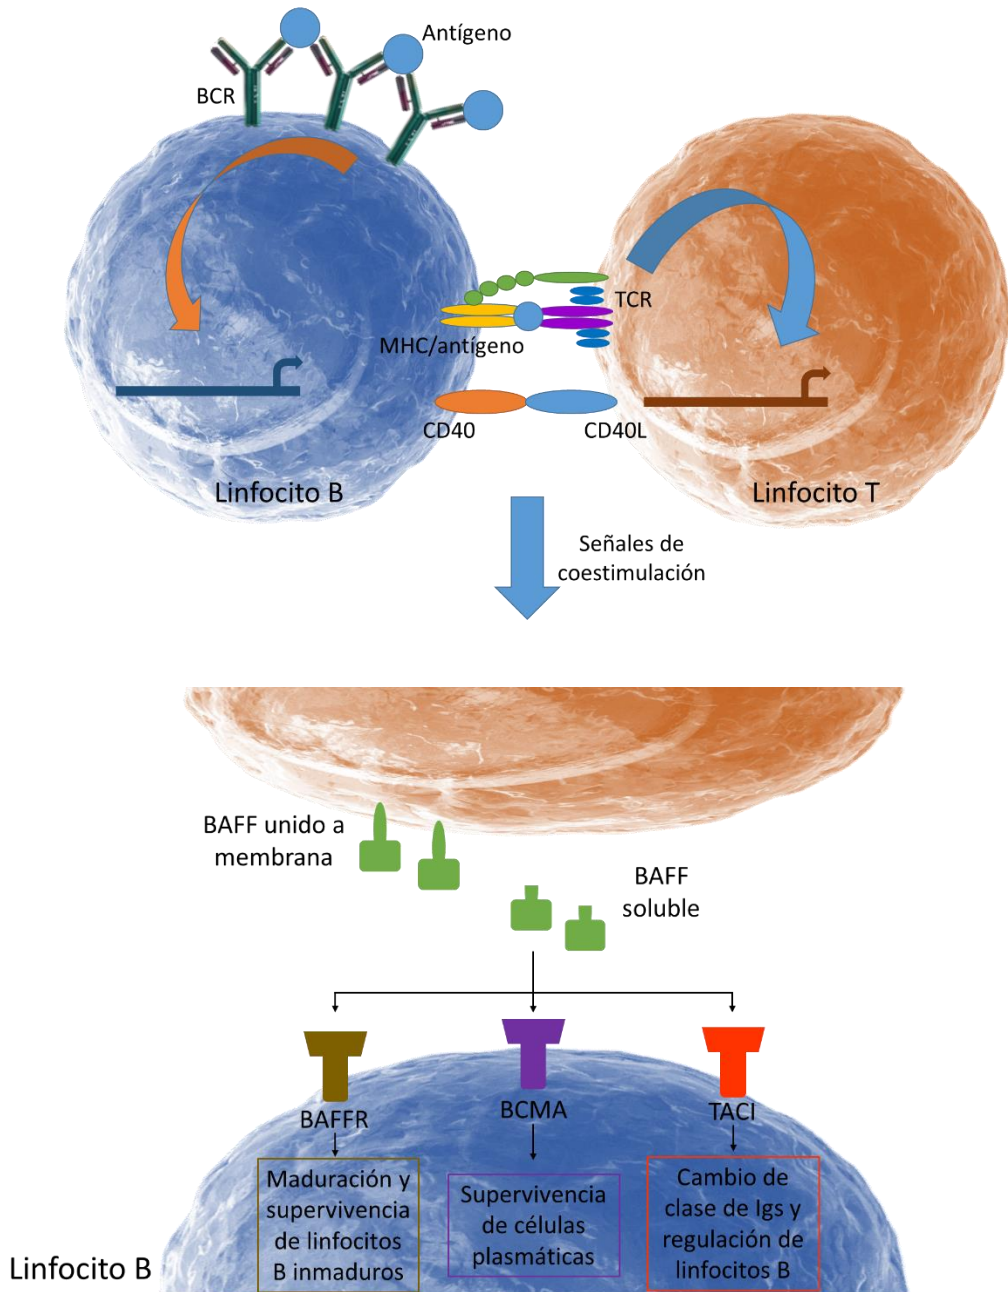 Antígeno
BCR
TCR
MHC/antígeno
CD40
CD40L
Linfocito B
Linfocito T
Señales de
coestimulación
BAFF unido a
membrana
BAFF
soluble
BAFFR
BCMA
TACI
Maduración y
supervivencia
de linfocitos
B inmaduros
Supervivencia
de células
plasmáticas
Cambio de
clase de Igs y
regulación de
linfocitos B
Linfocito B